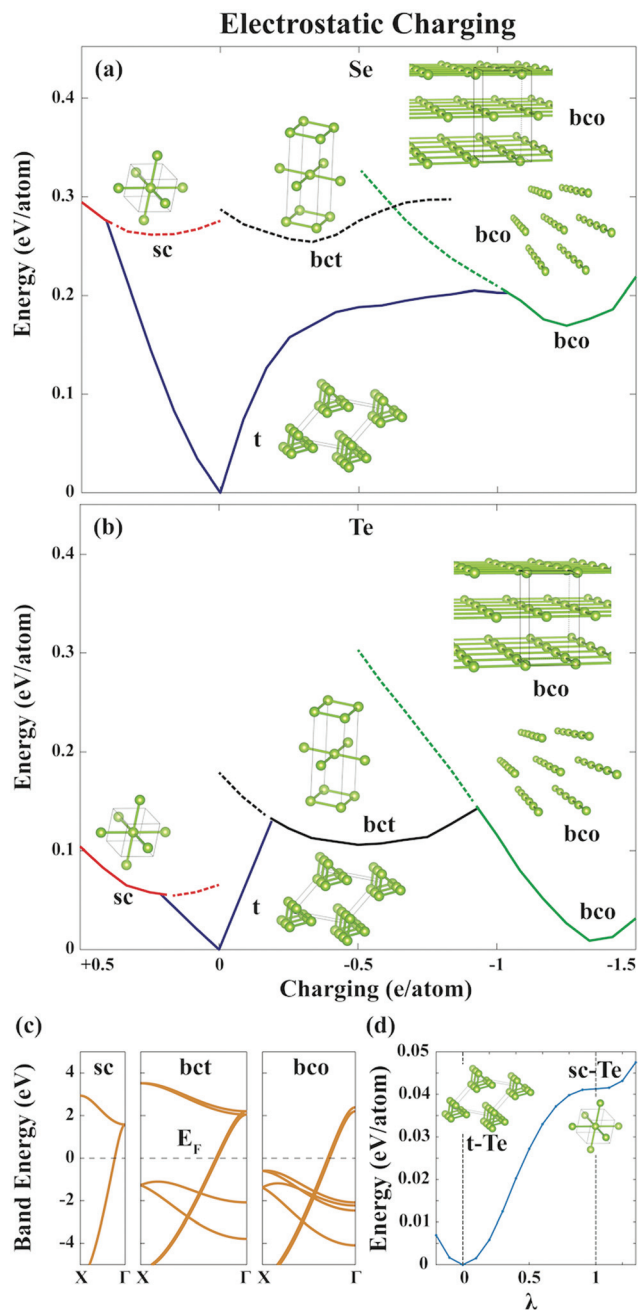 Electrostatic Charging
(a)
Se
Energy (eV/atom)
0.4
0.3
0.2
0.1
0
sc
bct
bco
bco
bco
t
(b)
Te
Energy (eV/atom)
0.4
0.3
0.2
0.1
0
sc
bct
t
bco
bco
bco
+0.5 0 -0.5 -1 -1.5
Charging (e/atom)
(c)
sc bct bco
Band Energy (eV)
4
2
0
-2
-4
E_F
X Γ X Γ X Γ
(d)
Energy (eV/atom)
0.05
0.04
0.03
0.02
0.01
0
t-Te
sc-Te
0 0.5 1
λ